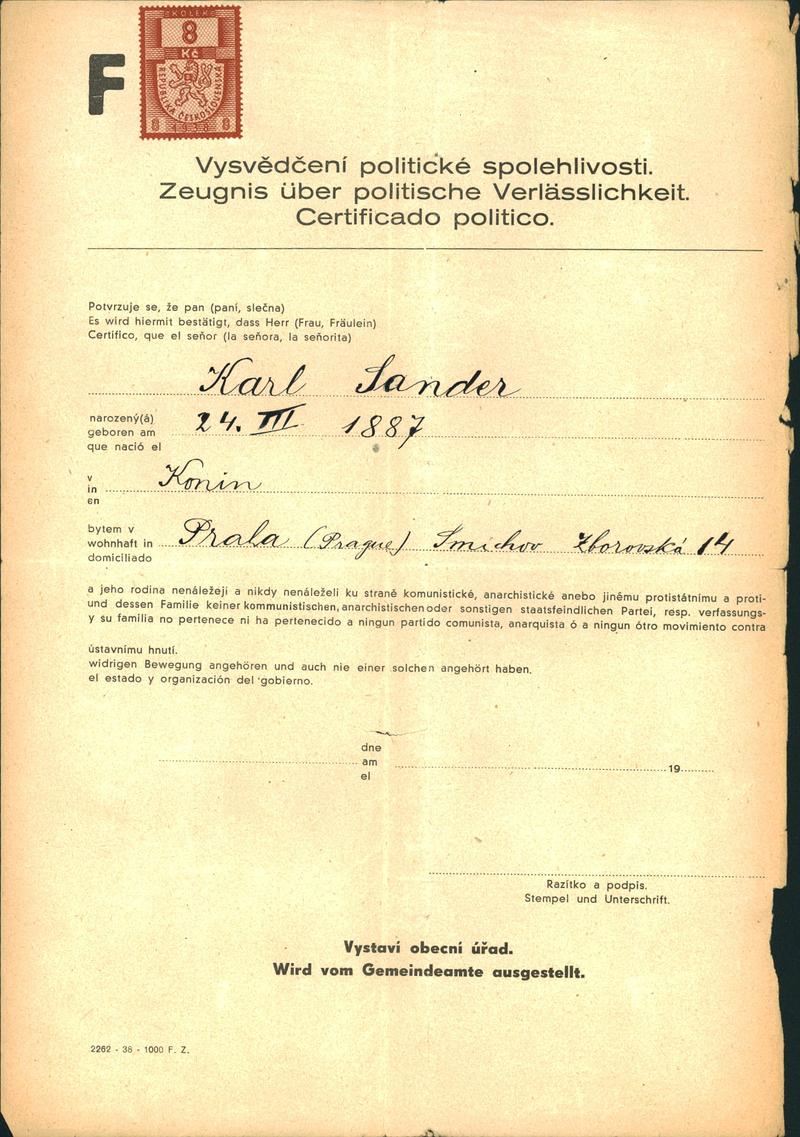 F
KOLEK
8
Kč
REPUBLIKA ČESKOSLOVENSKÁ
8 8
Vysvědčení politické spolehlivosti.
Zeugnis über politische Verlässlichkeit.
Certificado politico.
Potvrzuje se, že pan (paní, slečna)
Es wird hiermit bestätigt, dass Herr (Frau, Fräulein)
Certifico, que el señor (la señora, la señorita)
Karl Sander
narozený(á)
geboren am 24. III 1887
que nació el
v
in Konin
en
bytem v
wohnhaft in Praha (Prague) Smichov Zborovská 14
domiciliado
a jeho rodina nenáležejí a nikdy nenáleželi ku straně komunistické, anarchistické anebo jinému protistátnímu a proti-
und dessen Familie keiner kommunistischen, anarchistischen oder sonstigen staatsfeindlichen Partei, resp. verfassungs-
y su familia no pertenece ni ha pertenecido a ningun partido comunista, anarquista ó a ningun ótro movimiento contra
ústavnímu hnutí.
widrigen Bewegung angehören und auch nie einer solchen angehört haben.
el estado y organización del gobierno.
dne
am 19
el
Razítko a podpis.
Stempel und Unterschrift.
Vystaví obecní úřad.
Wird vom Gemeindeamte ausgestellt.
2262 - 38 - 1000 F. Z.